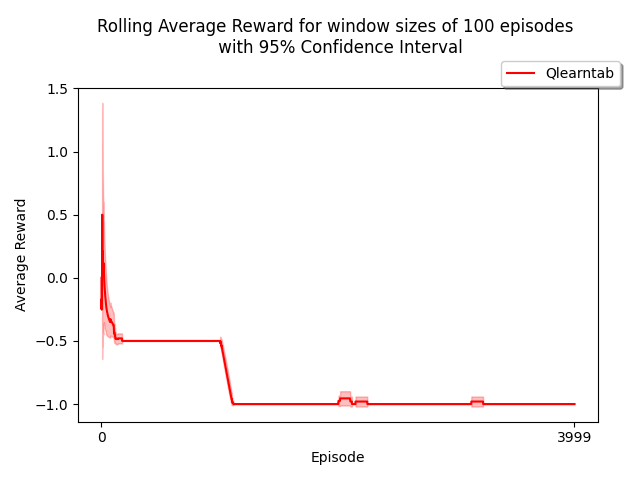 Rolling Average Reward for window sizes of 100 episodes
with 95% Confidence Interval
Qlearntab
1.5
1.0
0.5
0.0
−0.5
−1.0
Average Reward
0
3999
Episode